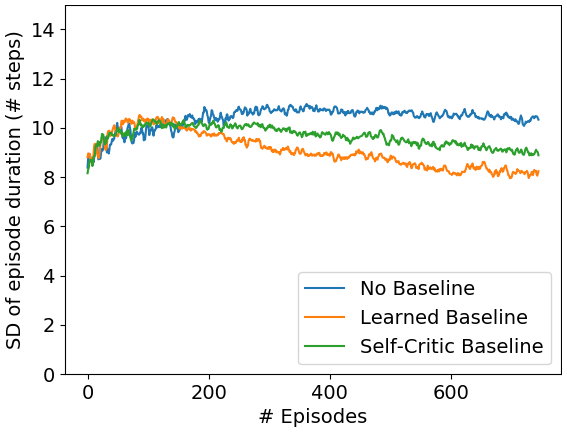 SD of episode duration (# steps)
14
12
10
8
6
4
2
0
0 200 400 600
# Episodes
No Baseline
Learned Baseline
Self-Critic Baseline